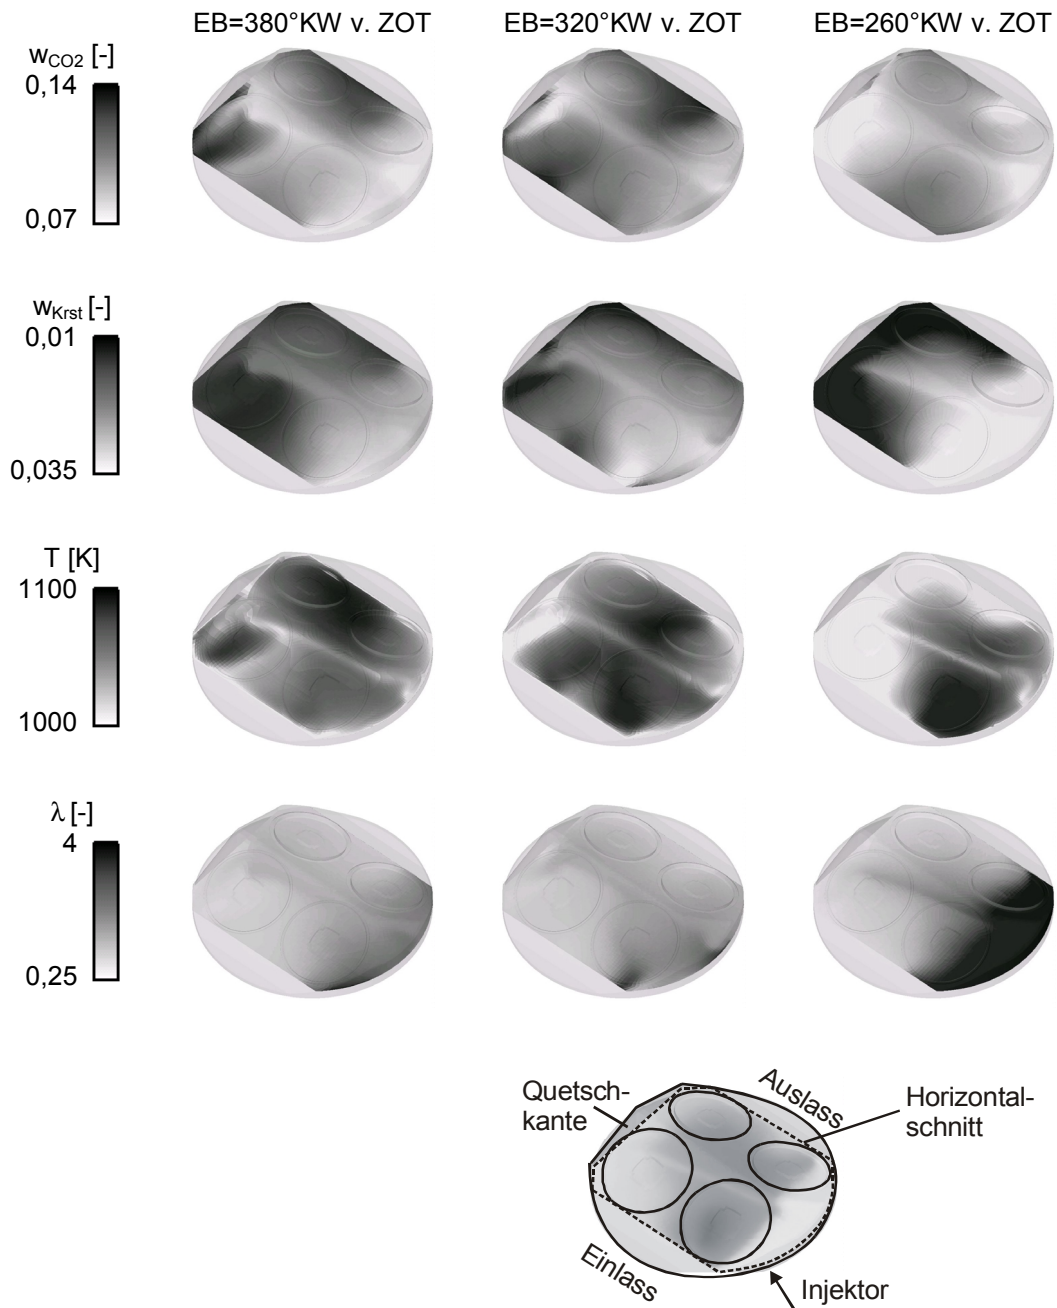 EB=380°KW v. ZOT EB=320°KW v. ZOT EB=260°KW v. ZOT
wCO2 [-]
0,14
0,07
wKrst [-]
0,01
0,035
T [K]
1100
1000
λ [-]
4
0,25
Quetsch-
kante
Auslass
Horizontal-
schnitt
Einlass
Injektor